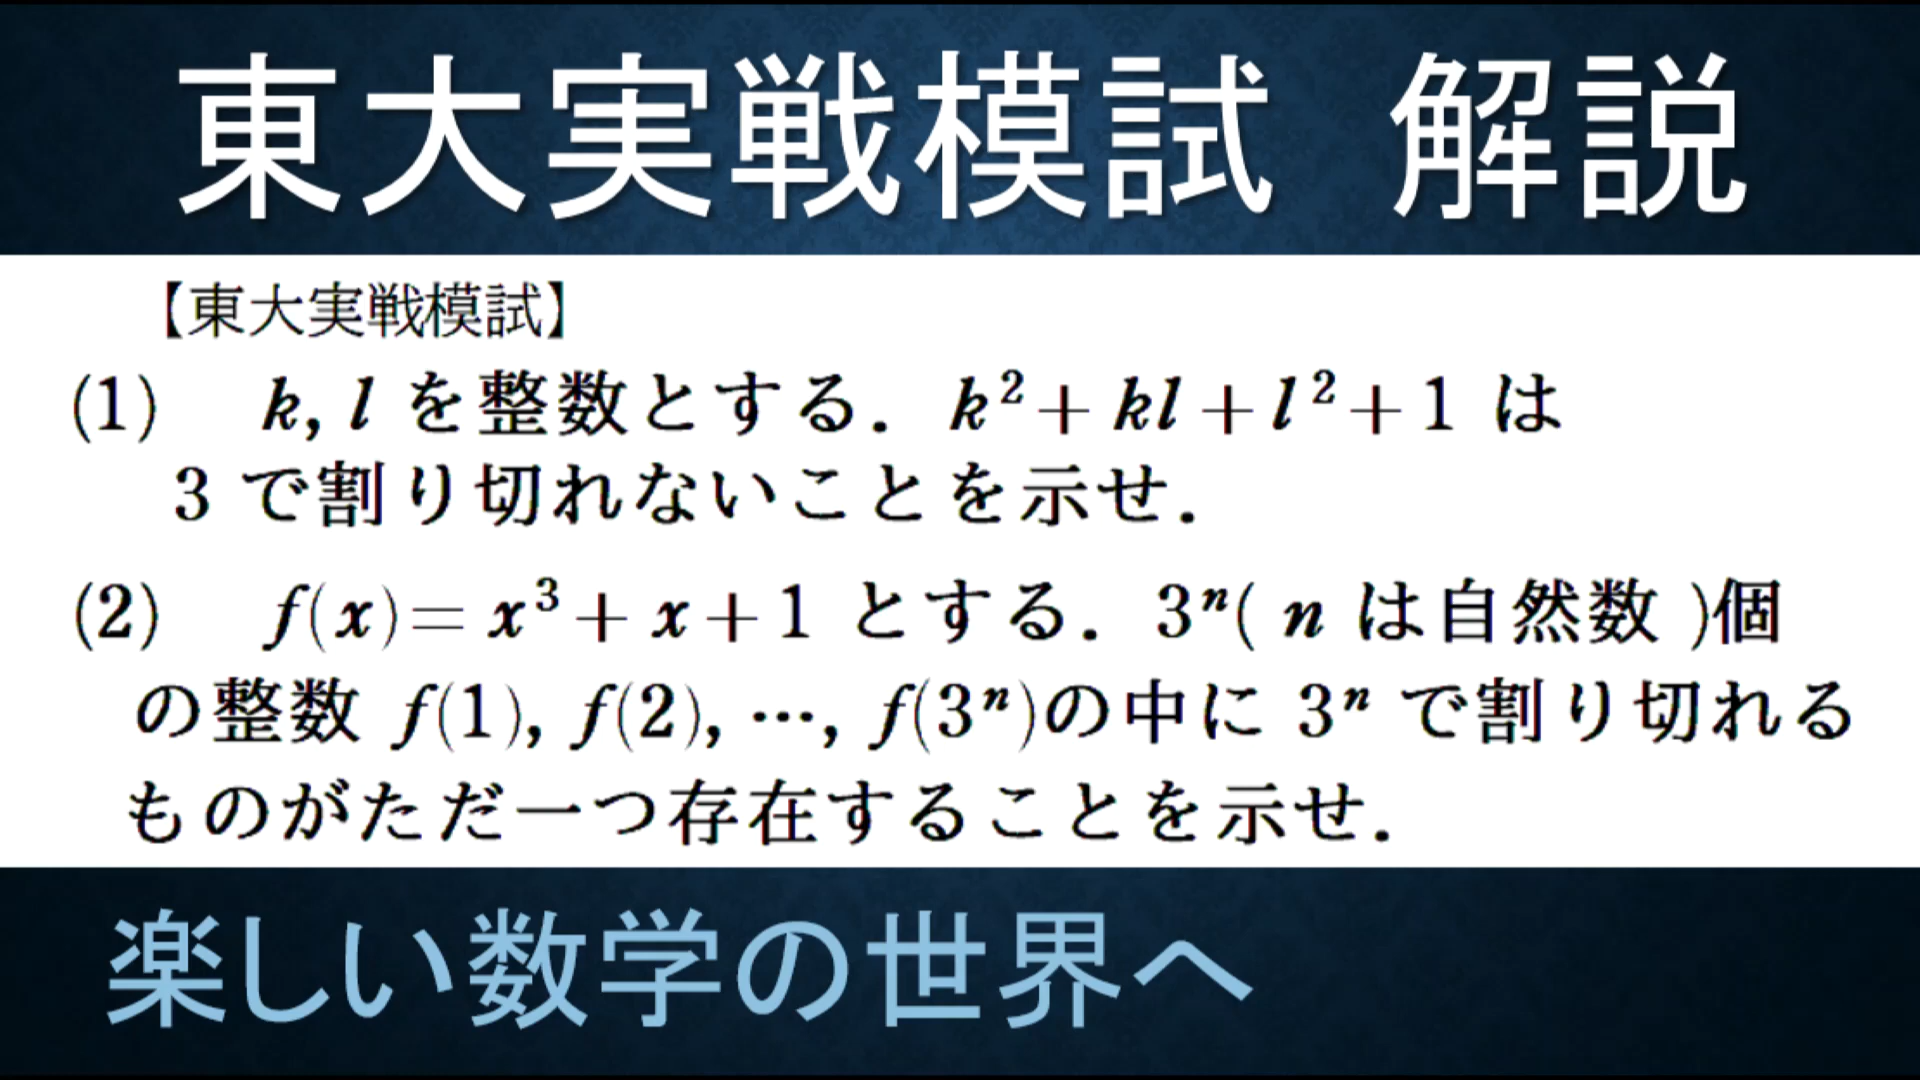 東大実戦模試 解説
【東大実戦模試】
(1) k, l を整数とする. k²+kl+l²+1 は
3 で割り切れないことを示せ.
(2) f(x)=x³+x+1 とする. 3ⁿ( n は自然数 )個
の整数 f(1), f(2), …, f(3ⁿ)の中に 3ⁿ で割り切れる
ものがただ一つ存在することを示せ.
楽しい数学の世界へ